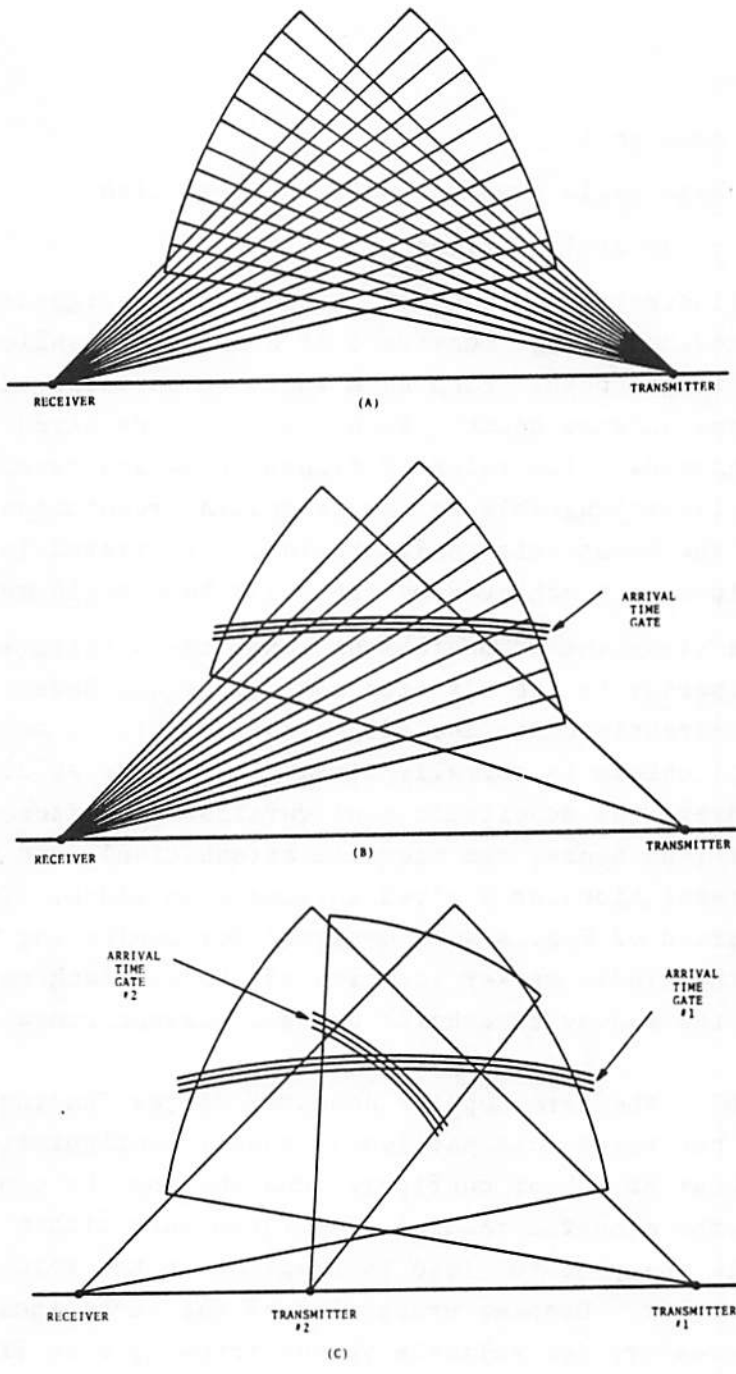 RECEIVER
TRANSMITTER
(A)
ARRIVAL
TIME
GATE
RECEIVER
TRANSMITTER
(B)
ARRIVAL
TIME
GATE
#2
ARRIVAL
TIME
GATE
#1
RECEIVER
TRANSMITTER
#2
TRANSMITTER
#1
(C)